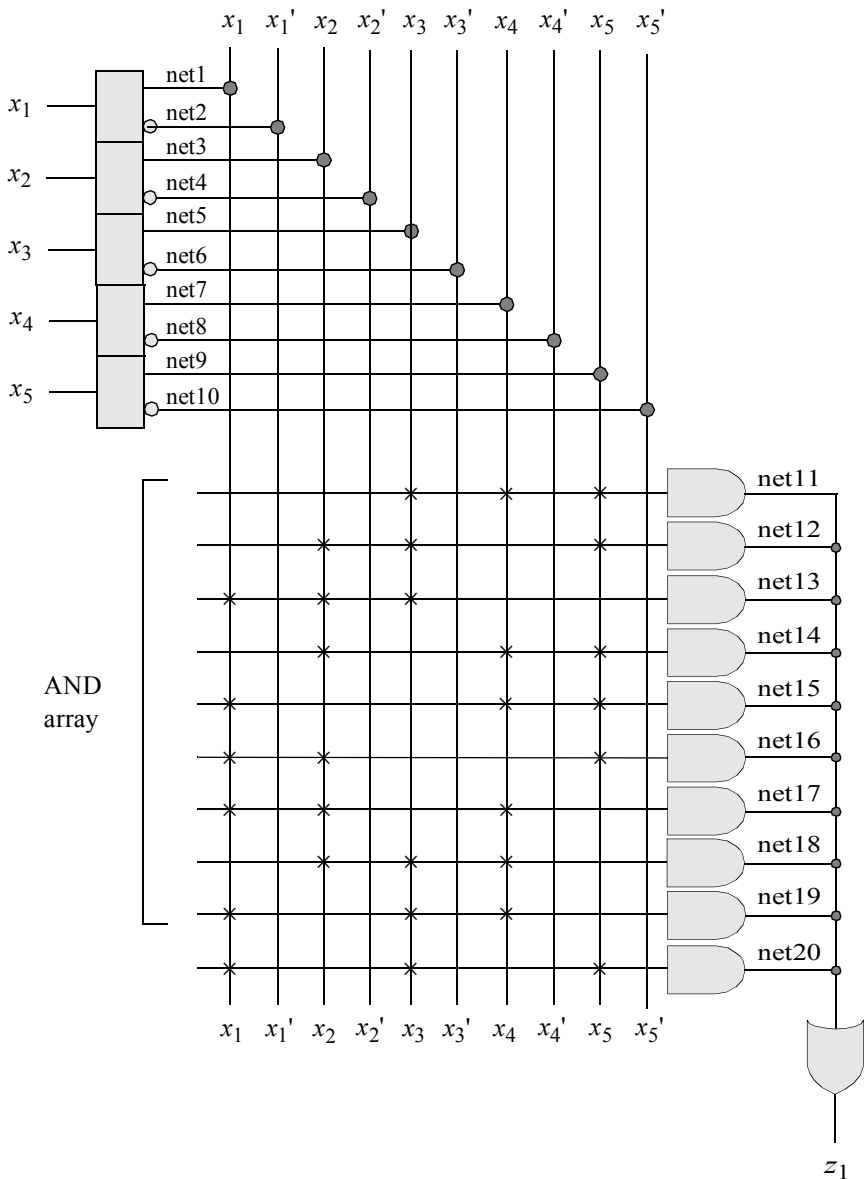 x1 x1' x2 x2' x3 x3' x4 x4' x5 x5'
net1
x1
net2
net3
x2
net4
net5
x3
net6
net7
x4
net8
net9
x5
net10
net11
net12
net13
net14
AND
array
net15
net16
net17
net18
net19
net20
x1 x1' x2 x2' x3 x3' x4 x4' x5 x5'
z1